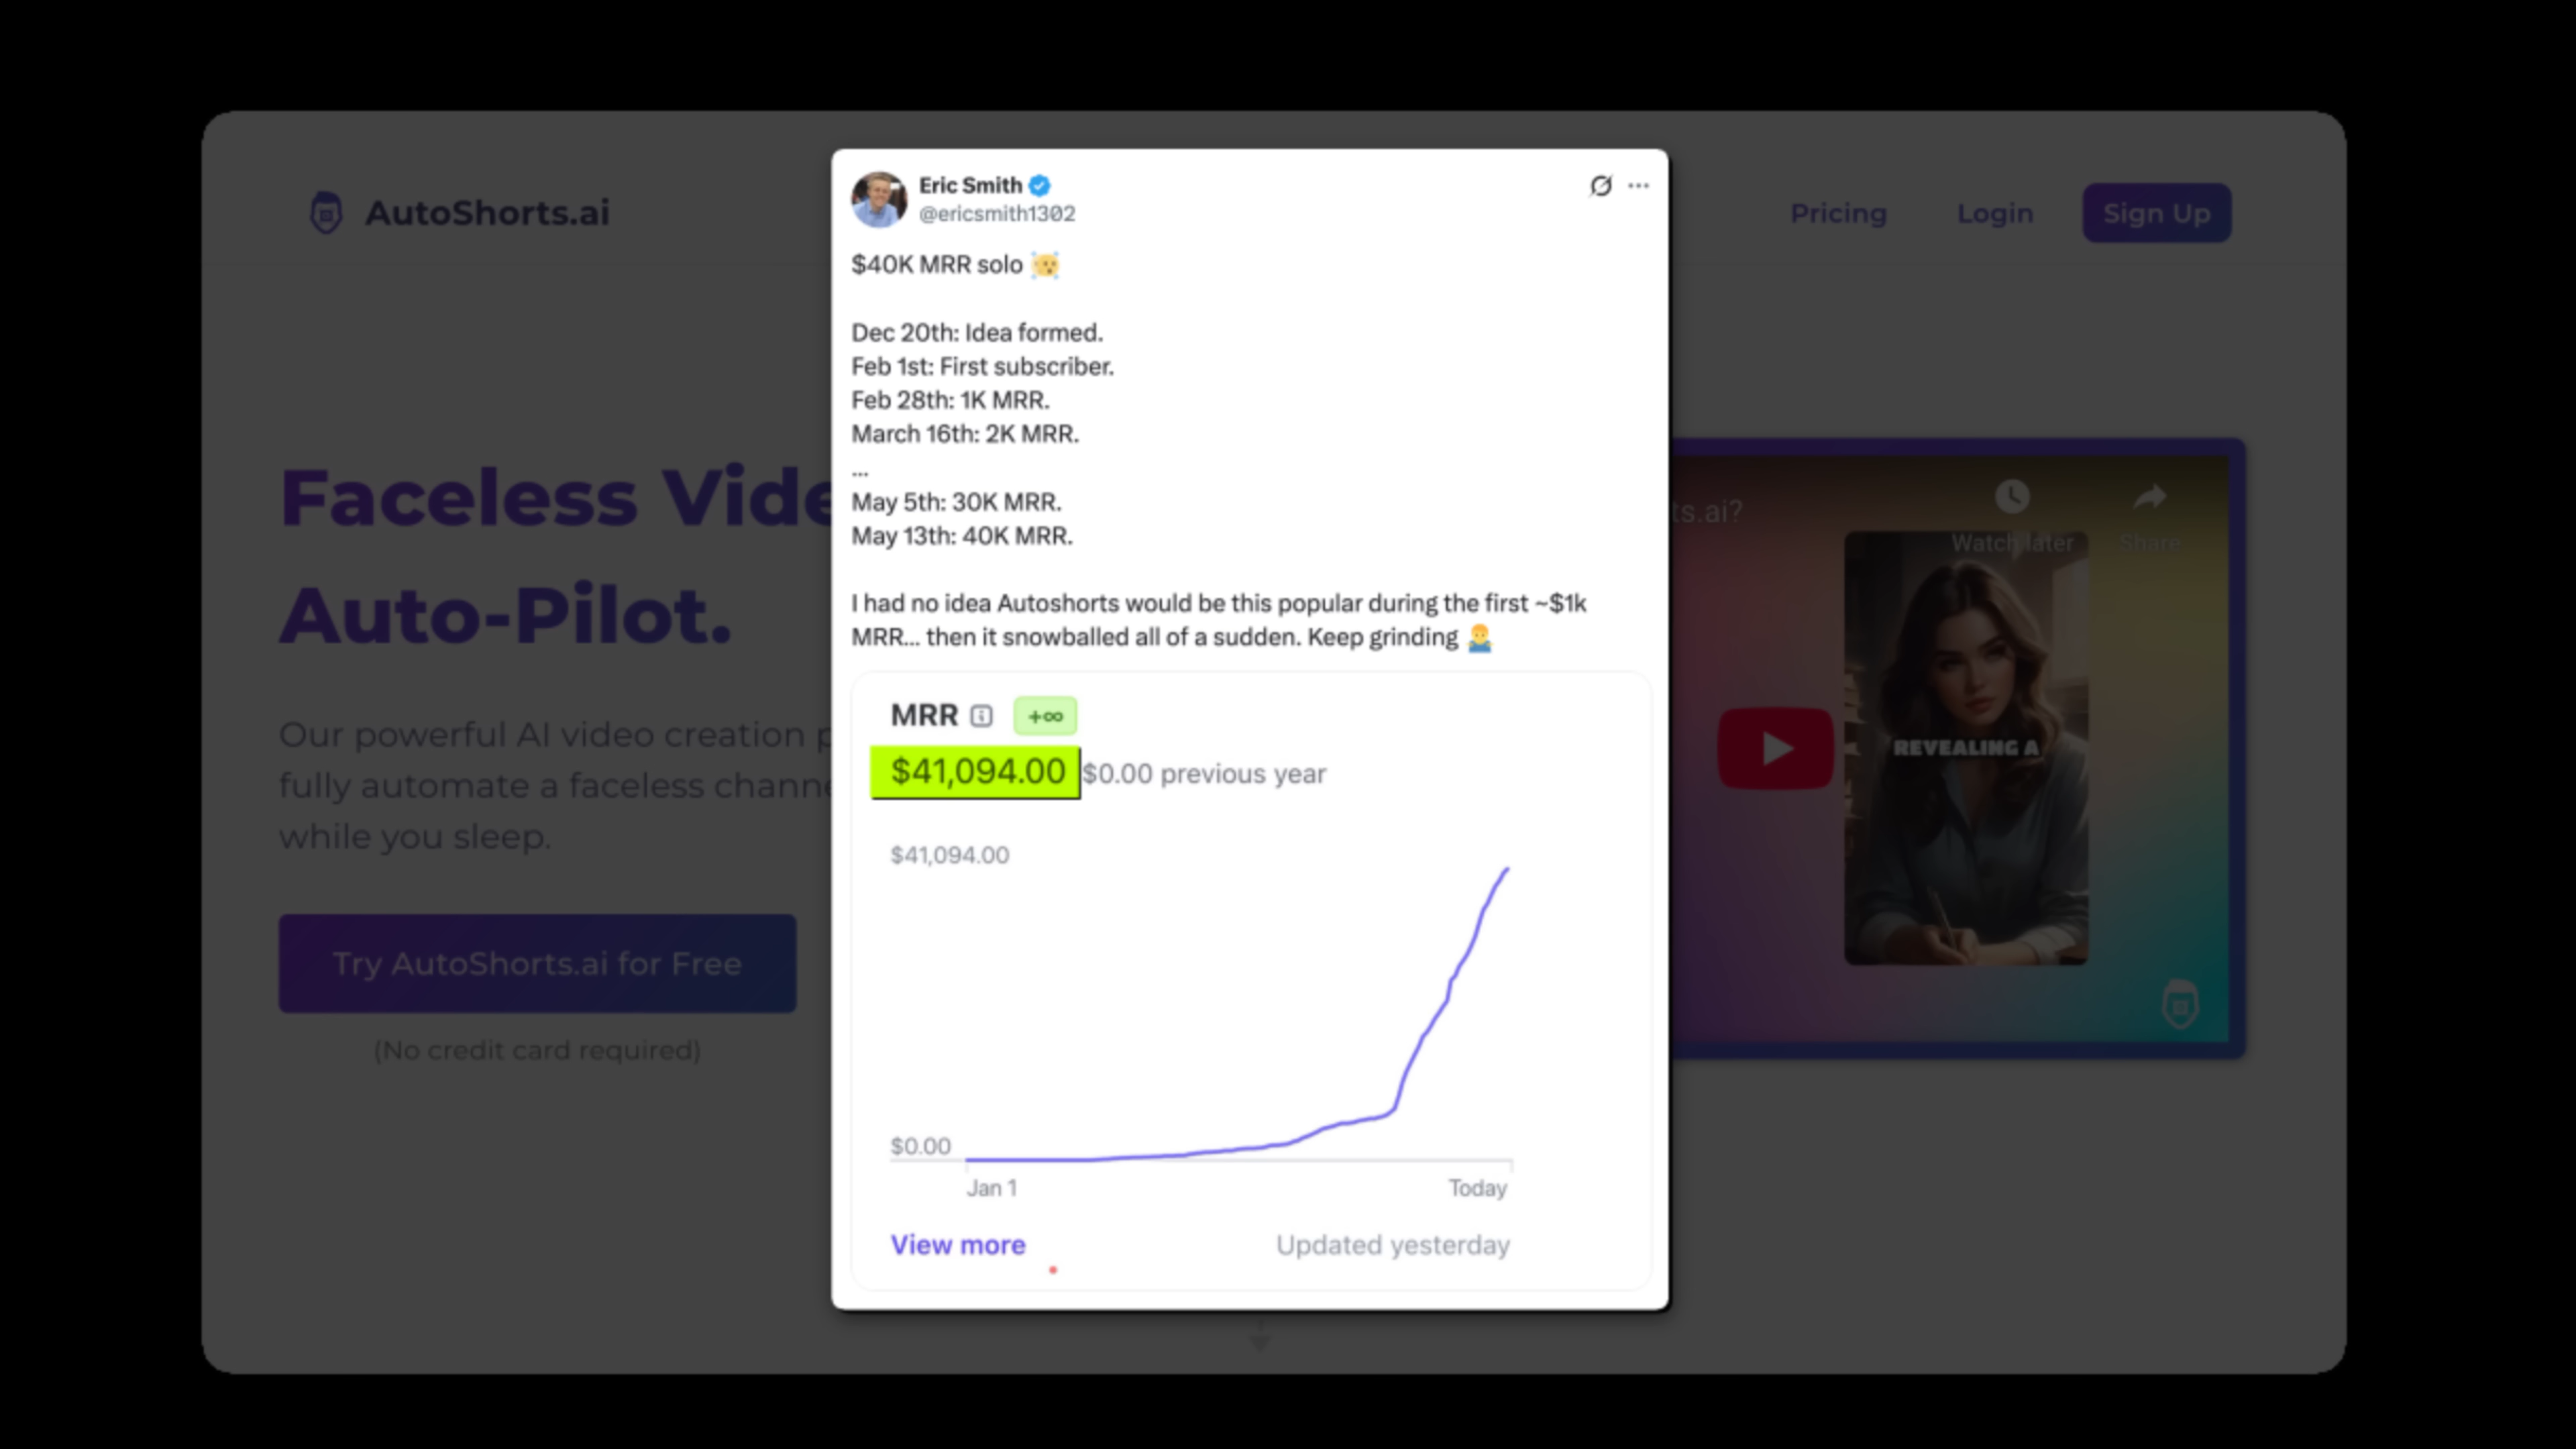 AutoShorts.ai
Pricing
Login
Sign Up
Faceless Vide
Auto-Pilot.
Our powerful AI video creation p
fully automate a faceless channe
while you sleep.
Try AutoShorts.ai for Free
(No credit card required)
Eric Smith
@ericsmith1302
$40K MRR solo 🤯
Dec 20th: Idea formed.
Feb 1st: First subscriber.
Feb 28th: 1K MRR.
March 16th: 2K MRR.
...
May 5th: 30K MRR.
May 13th: 40K MRR.
I had no idea Autoshorts would be this popular during the first ~$1k
MRR... then it snowballed all of a sudden. Keep grinding 🤷‍♂️
MRR +∞
$41,094.00 $0.00 previous year
$41,094.00
$0.00
Jan 1
Today
View more
Updated yesterday
ts.ai?
Watch later
Share
REVEALING A